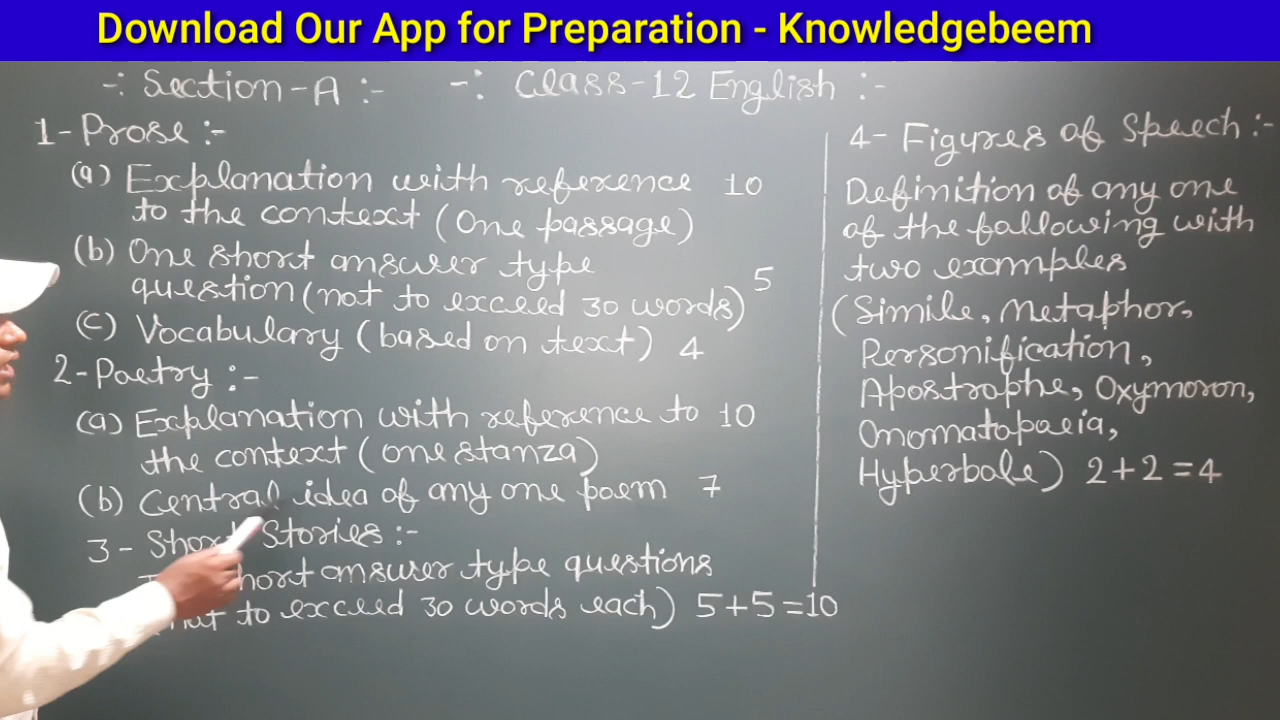 Download Our App for Preparation - Knowledgebeem
-: Section-A :-
-: Class-12 English :-
1- Prose :-
(a) Explanation with reference 10
to the context (One passage)
(b) One short answer type
question (not to exceed 30 words) 5
(c) Vocabulary (based on text) 4
2- Poetry :-
(a) Explanation with reference to 10
the context (one stanza)
(b) Central idea of any one poem 7
3- Short Stories :-
short answer type questions
not to exceed 30 words each) 5+5=10
4- Figures of Speech :-
Definition of any one
of the following with
two examples
(Simile, Metaphor,
Personification,
Apostrophe, Oxymoron,
Onomatopoeia,
Hyperbole) 2+2=4